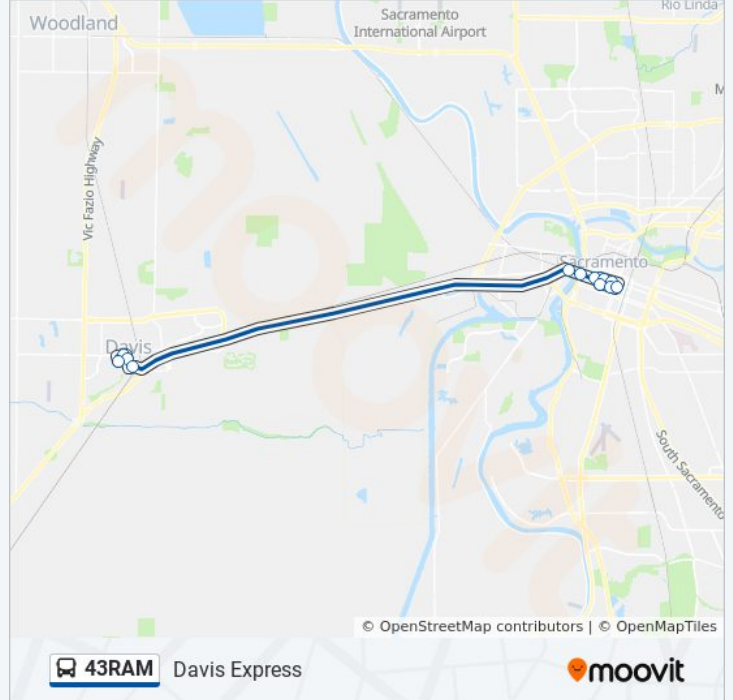 Woodland
Sacramento
International Airport
Rio Linda
M
Vic Fazio Highway
Sacramento
Davis
South Sacramento
© OpenStreetMap contributors | © OpenMapTiles
43RAM
Davis Express
moovit